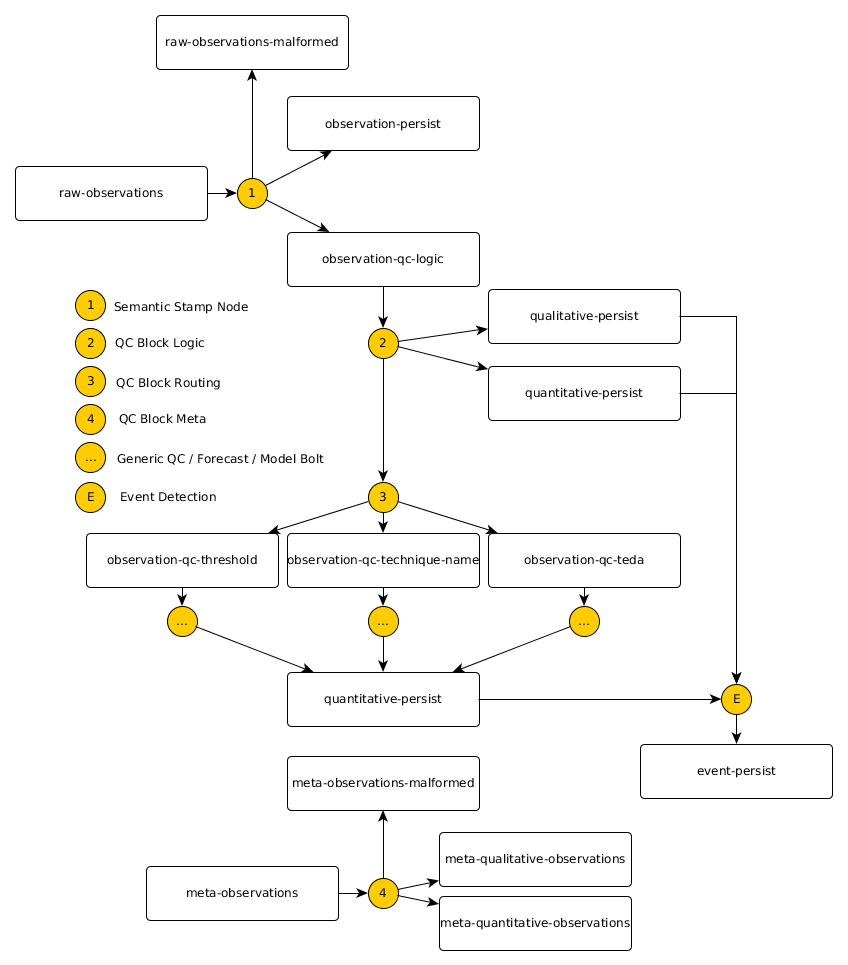 raw-observations-malformed
observation-persist
raw-observations
1
observation-qc-logic
1 Semantic Stamp Node
2 QC Block Logic
3 QC Block Routing
4 QC Block Meta
... Generic QC / Forecast / Model Bolt
E Event Detection
2
qualitative-persist
quantitative-persist
3
observation-qc-threshold
observation-qc-technique-name
observation-qc-teda
...
...
...
quantitative-persist
E
event-persist
meta-observations-malformed
meta-observations
4
meta-qualitative-observations
meta-quantitative-observations